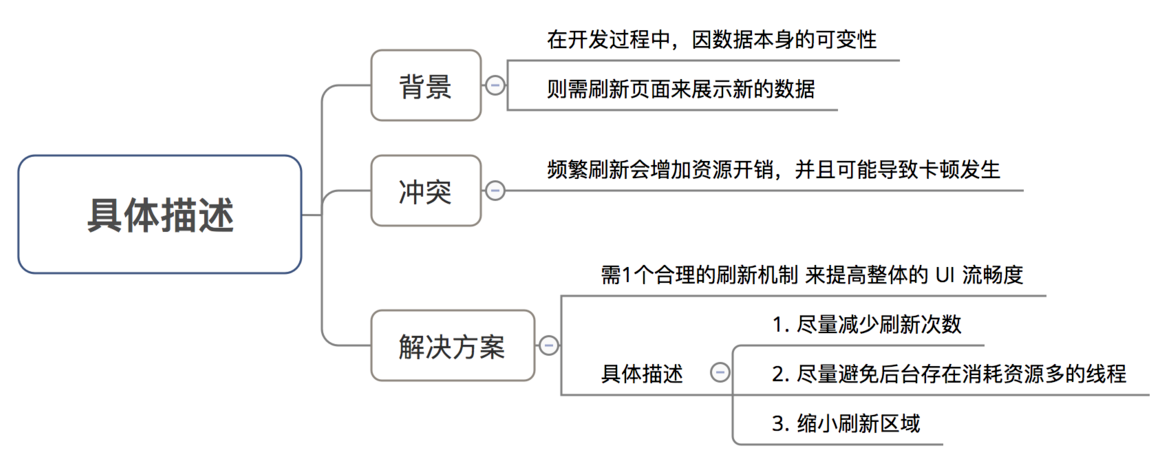 具体描述
背景
在开发过程中，因数据本身的可变性
则需刷新页面来展示新的数据
冲突
频繁刷新会增加资源开销，并且可能导致卡顿发生
解决方案
需1个合理的刷新机制 来提高整体的 UI 流畅度
具体描述
1. 尽量减少刷新次数
2. 尽量避免后台存在消耗资源多的线程
3. 缩小刷新区域